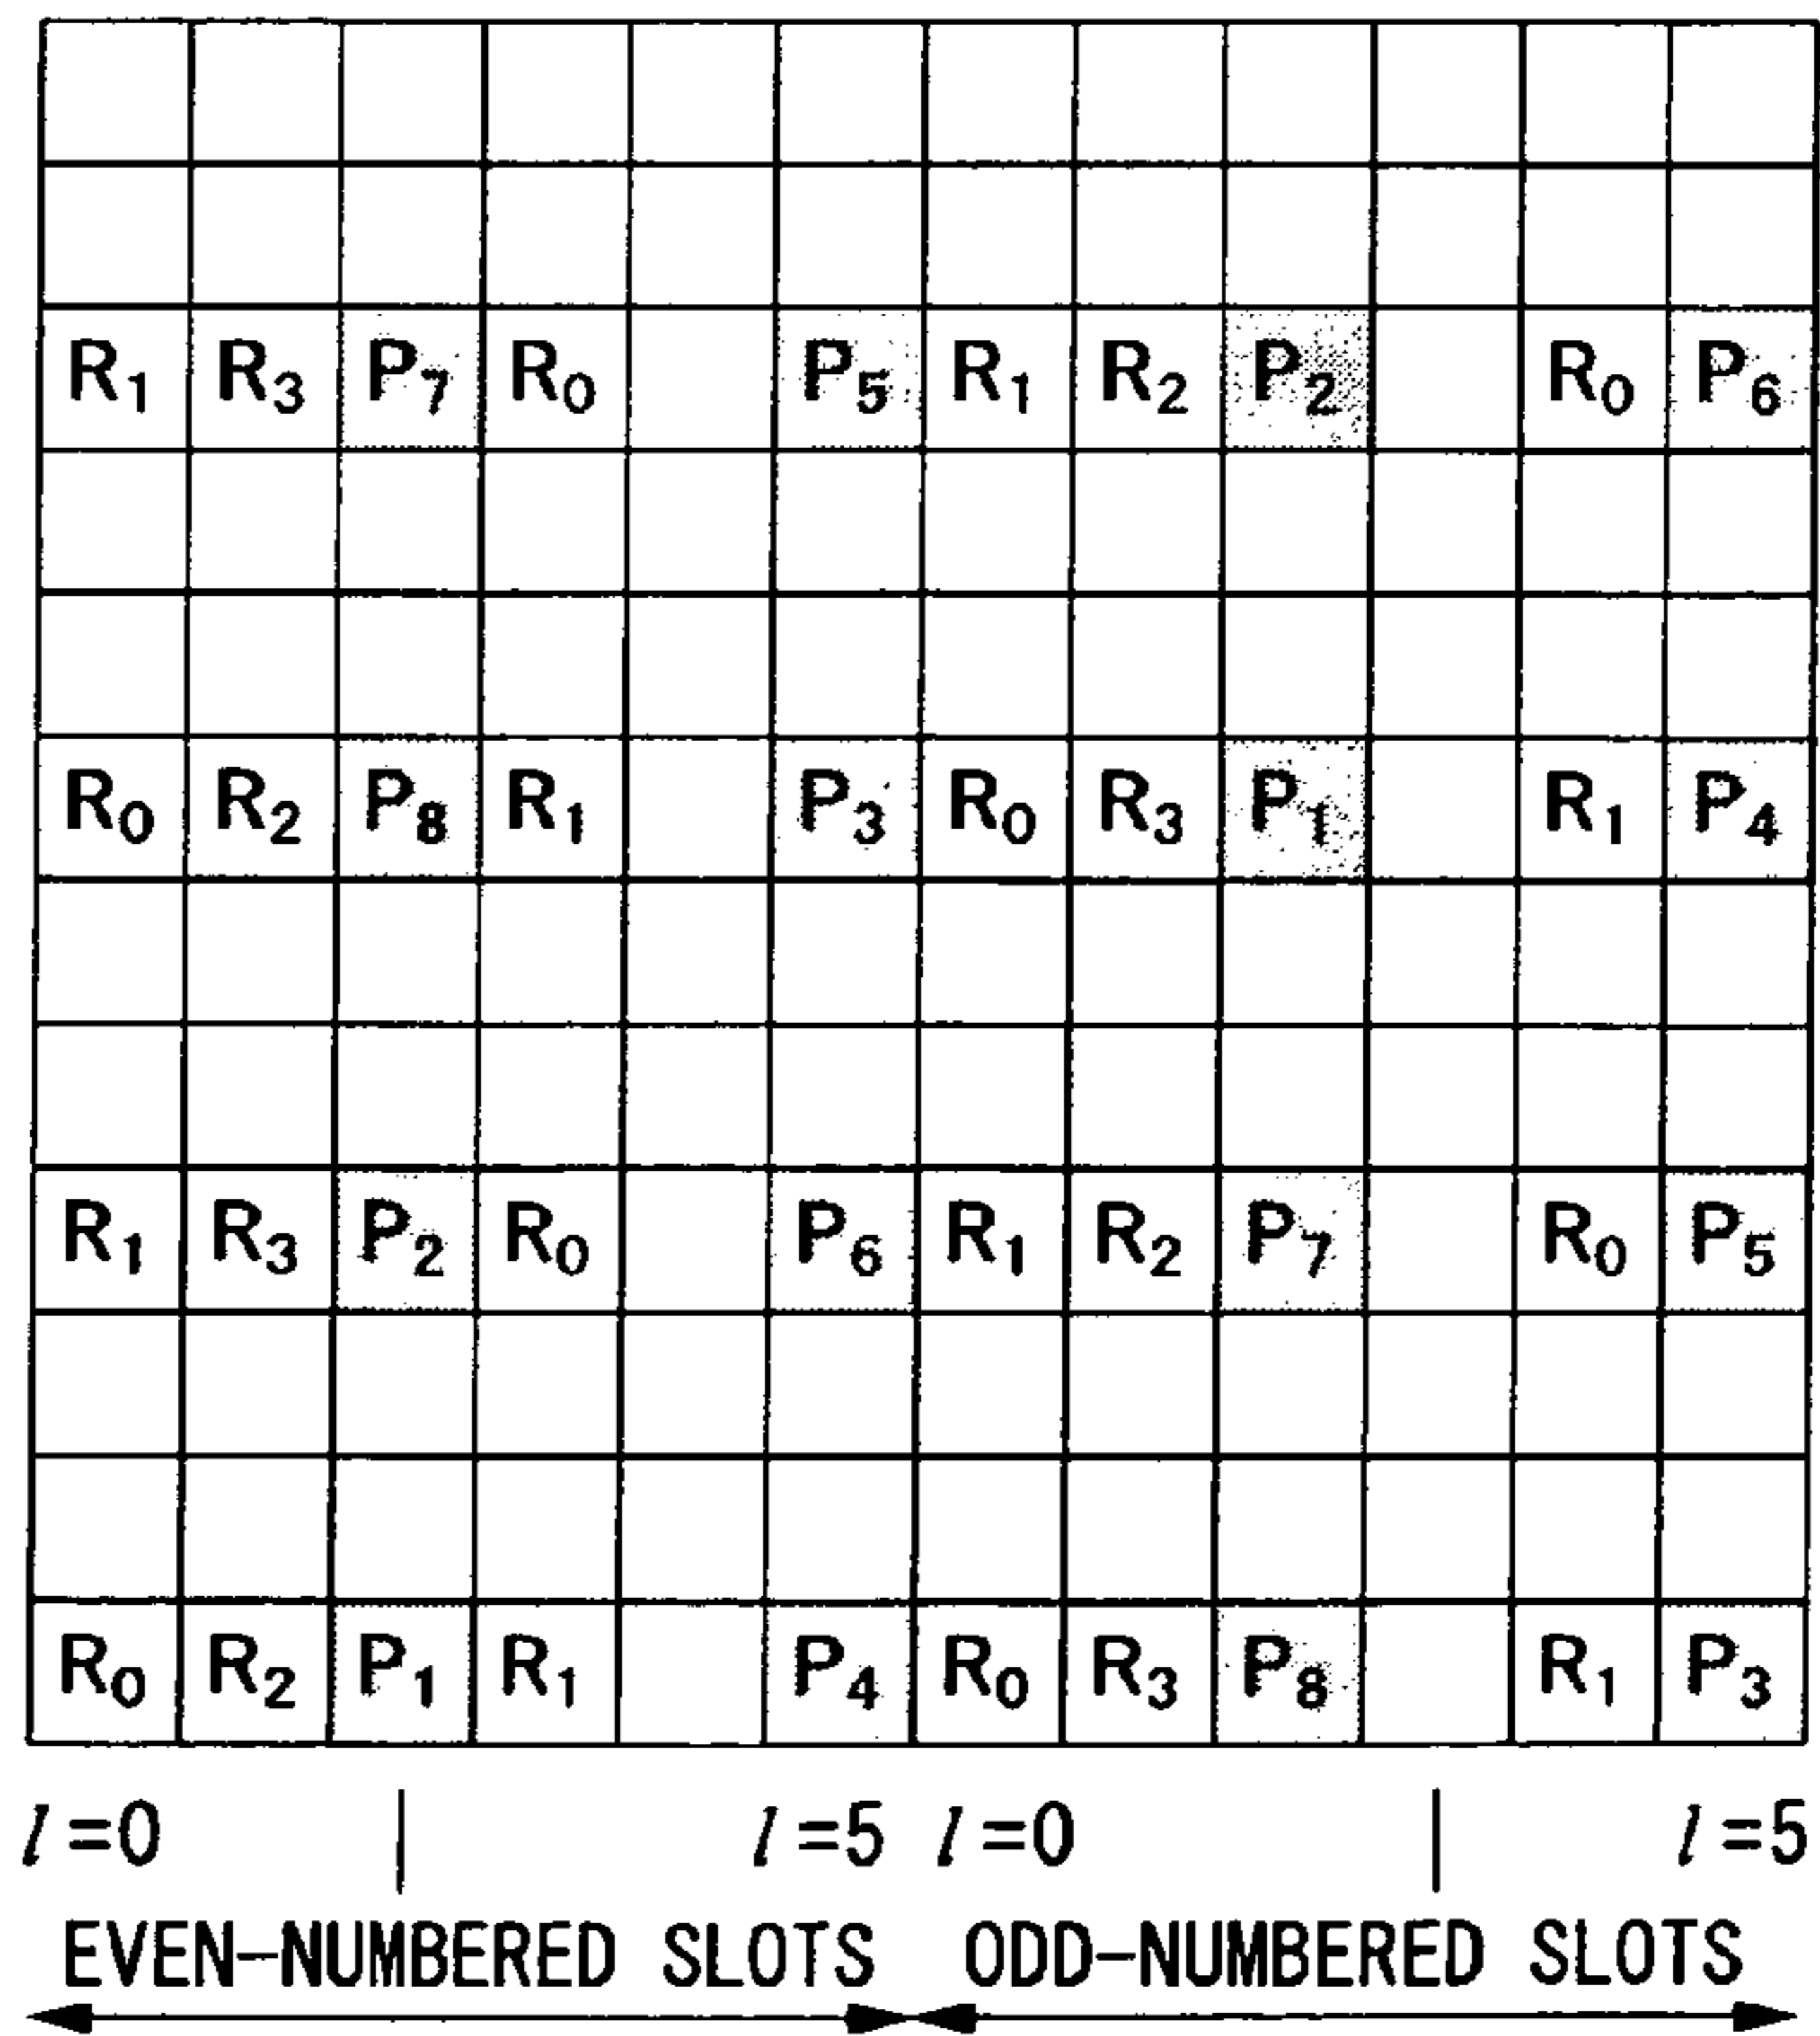 R₁ R₃ P₇ R₀ P₅ R₁ R₂ P₂ R₀ P₆
R₀ R₂ P₈ R₁ P₃ R₀ R₃ P₁ R₁ P₄
R₁ R₃ P₂ R₀ P₆ R₁ R₂ P₇ R₀ P₅
R₀ R₂ P₁ R₁ P₄ R₀ R₃ P₈ R₁ P₃
l=0 | l=5 l=0 | l=5
EVEN-NUMBERED SLOTS ODD-NUMBERED SLOTS